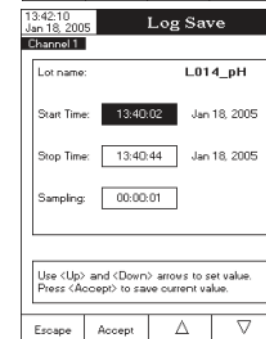 13:42:10
Jan 18, 2005
Log Save
Channel 1
Lot name: L014_pH
Start Time: 13:40:02 Jan 18, 2005
Stop Time: 13:40:44 Jan 18, 2005
Sampling: 00:00:01
Use <Up> and <Down> arrows to set value.
Press <Accept> to save current value.
Escape Accept △ ▽